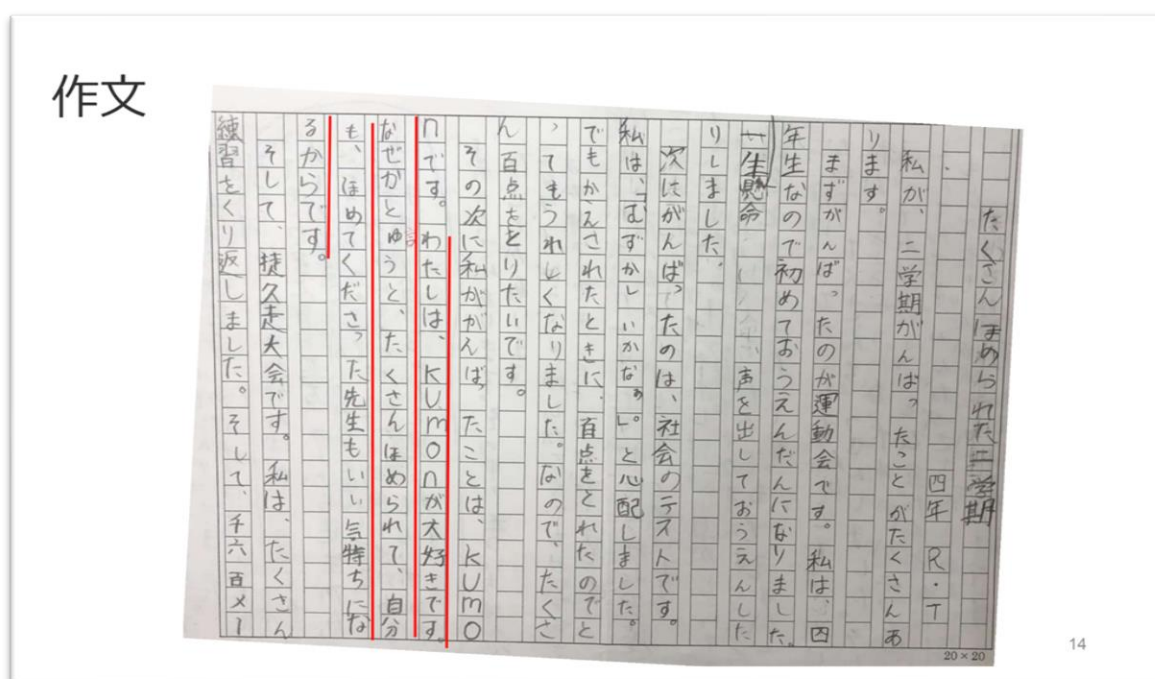 作文
たくさんほめられた二学期
四年 R・T
私が、二学期がんばったことがたくさんあ
ります。
まずがんばったのが運動会です。私は、四
年生なので初めておうえんだんになりました。
一生懸命 声を出しておうえんした
りしました。
次にがんばったのは、社会のテストです。
私は、「むずかしいかなぁ。」と心配しました。
でもかえされたときに、百点をとれたのでと
ってもうれしくなりました。なので、たくさ
ん百点をとりたいです。
その次に私ががんばったことは、KUMO
nです。わたしは、KUmOnが大好きです。
なぜかとゆうと、たくさんほめられて、自分
も、ほめてくださった先生もいい気持ちにな
るからです。
そして、捷久走大会です。私は、たくさん
練習をくり返しました。そして、千六百メー
20×20
14